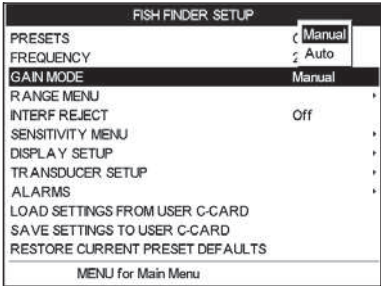 FISH FINDER SETUP
PRESETS
Manual
FREQUENCY 2 Auto
GAIN MODE Manual
RANGE MENU
INTERF REJECT Off
SENSITIVITY MENU
DISPLAY SETUP
TRANSDUCER SETUP
ALARMS
LOAD SETTINGS FROM USER C-CARD
SAVE SETTINGS TO USER C-CARD
RESTORE CURRENT PRESET DEFAULTS
MENU for Main Menu